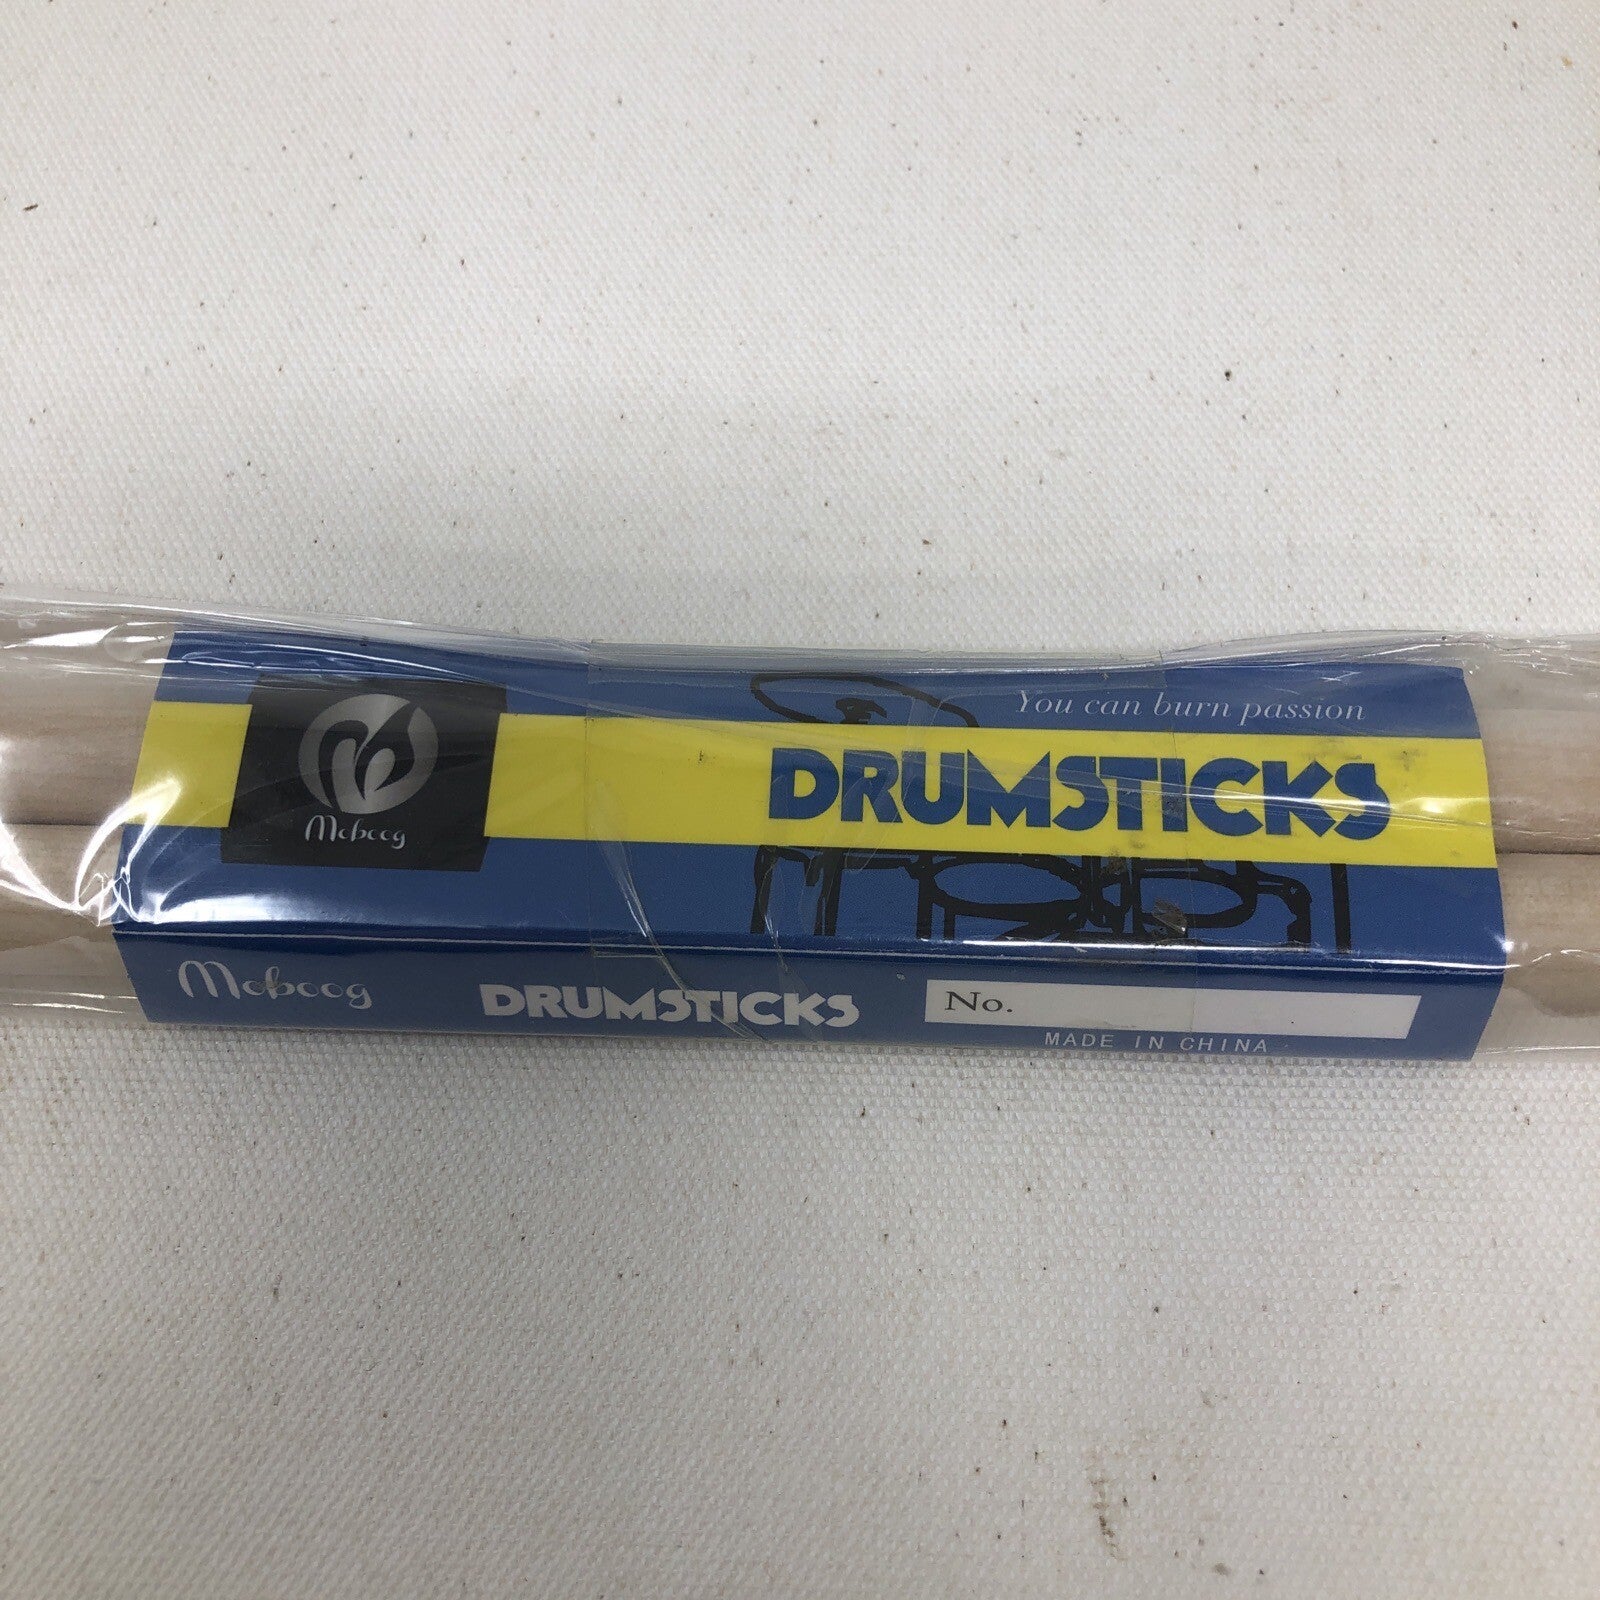 You can burn passion
DRUMSTICKS
Moboog
Moboog DRUMSTICKS No.
MADE IN CHINA